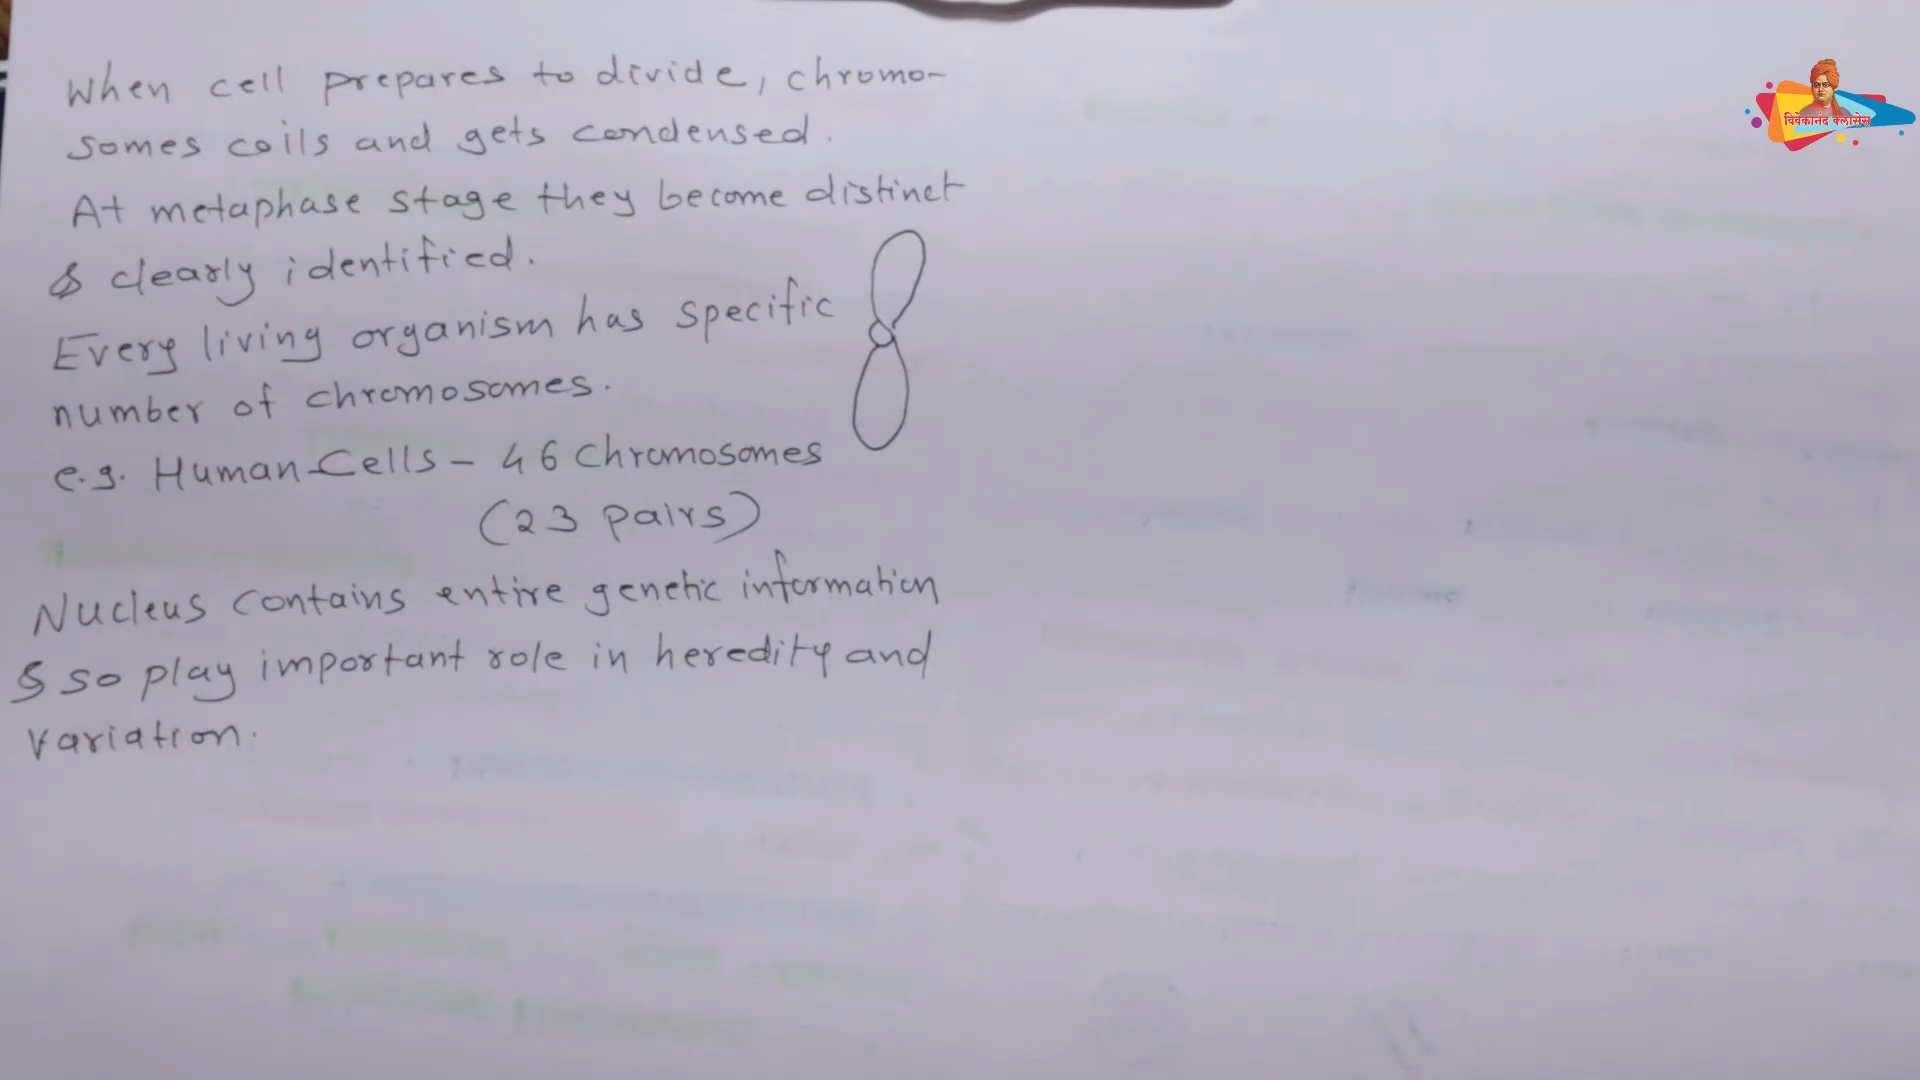 When cell prepares to divide, chromo-
somes coils and gets condensed.
At metaphase stage they become distinct
& clearly identified.
Every living organism has specific
number of chromosomes.
e.g. Human Cells - 46 Chromosomes
(23 pairs)
Nucleus contains entire genetic information
& so play important role in heredity and
variation.
विवेकानंद क्लासेस